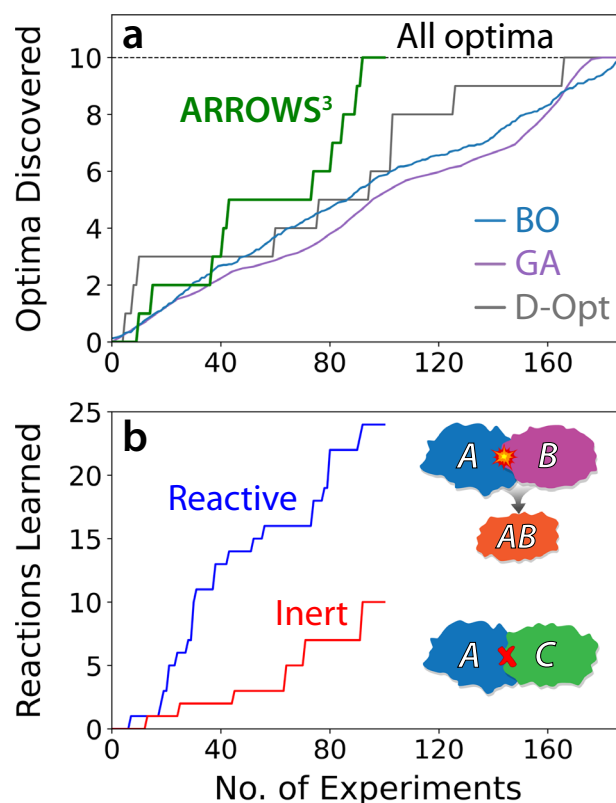 a
All optima
ARROWS³
BO
GA
D-Opt
Optima Discovered
10
8
6
4
2
0
0 40 80 120 160
b
Reactive
Inert
A B
AB
A C
Reactions Learned
25
20
15
10
5
0
0 40 80 120 160
No. of Experiments